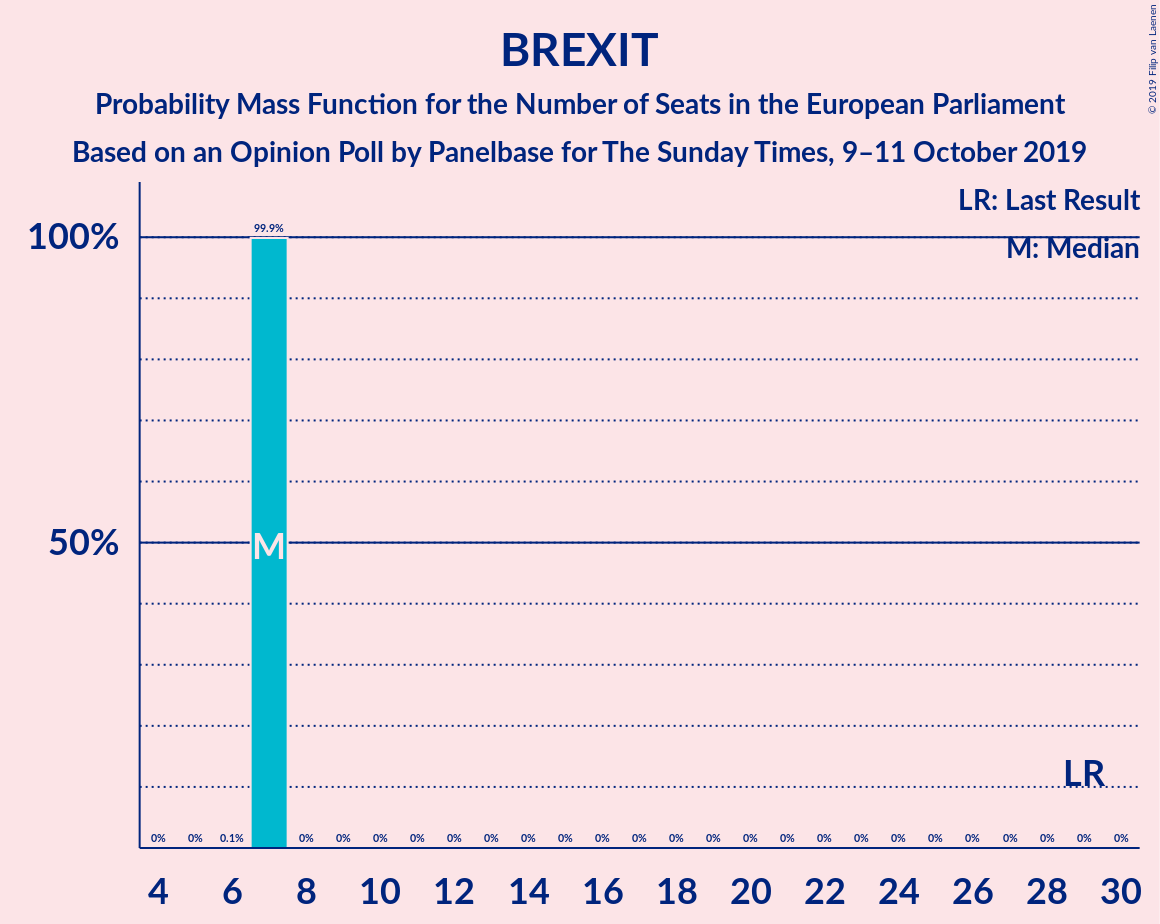 BREXIT
Probability Mass Function for the Number of Seats in the European Parliament
Based on an Opinion Poll by Panelbase for The Sunday Times, 9–11 October 2019
© 2019 Filip van Laenen
LR: Last Result
M: Median
100%
99.9%
50%
M
LR
0% 0% 0.1% 0% 0% 0% 0% 0% 0% 0% 0% 0% 0% 0% 0% 0% 0% 0% 0% 0% 0% 0% 0% 0% 0% 0%
4 6 8 10 12 14 16 18 20 22 24 26 28 30